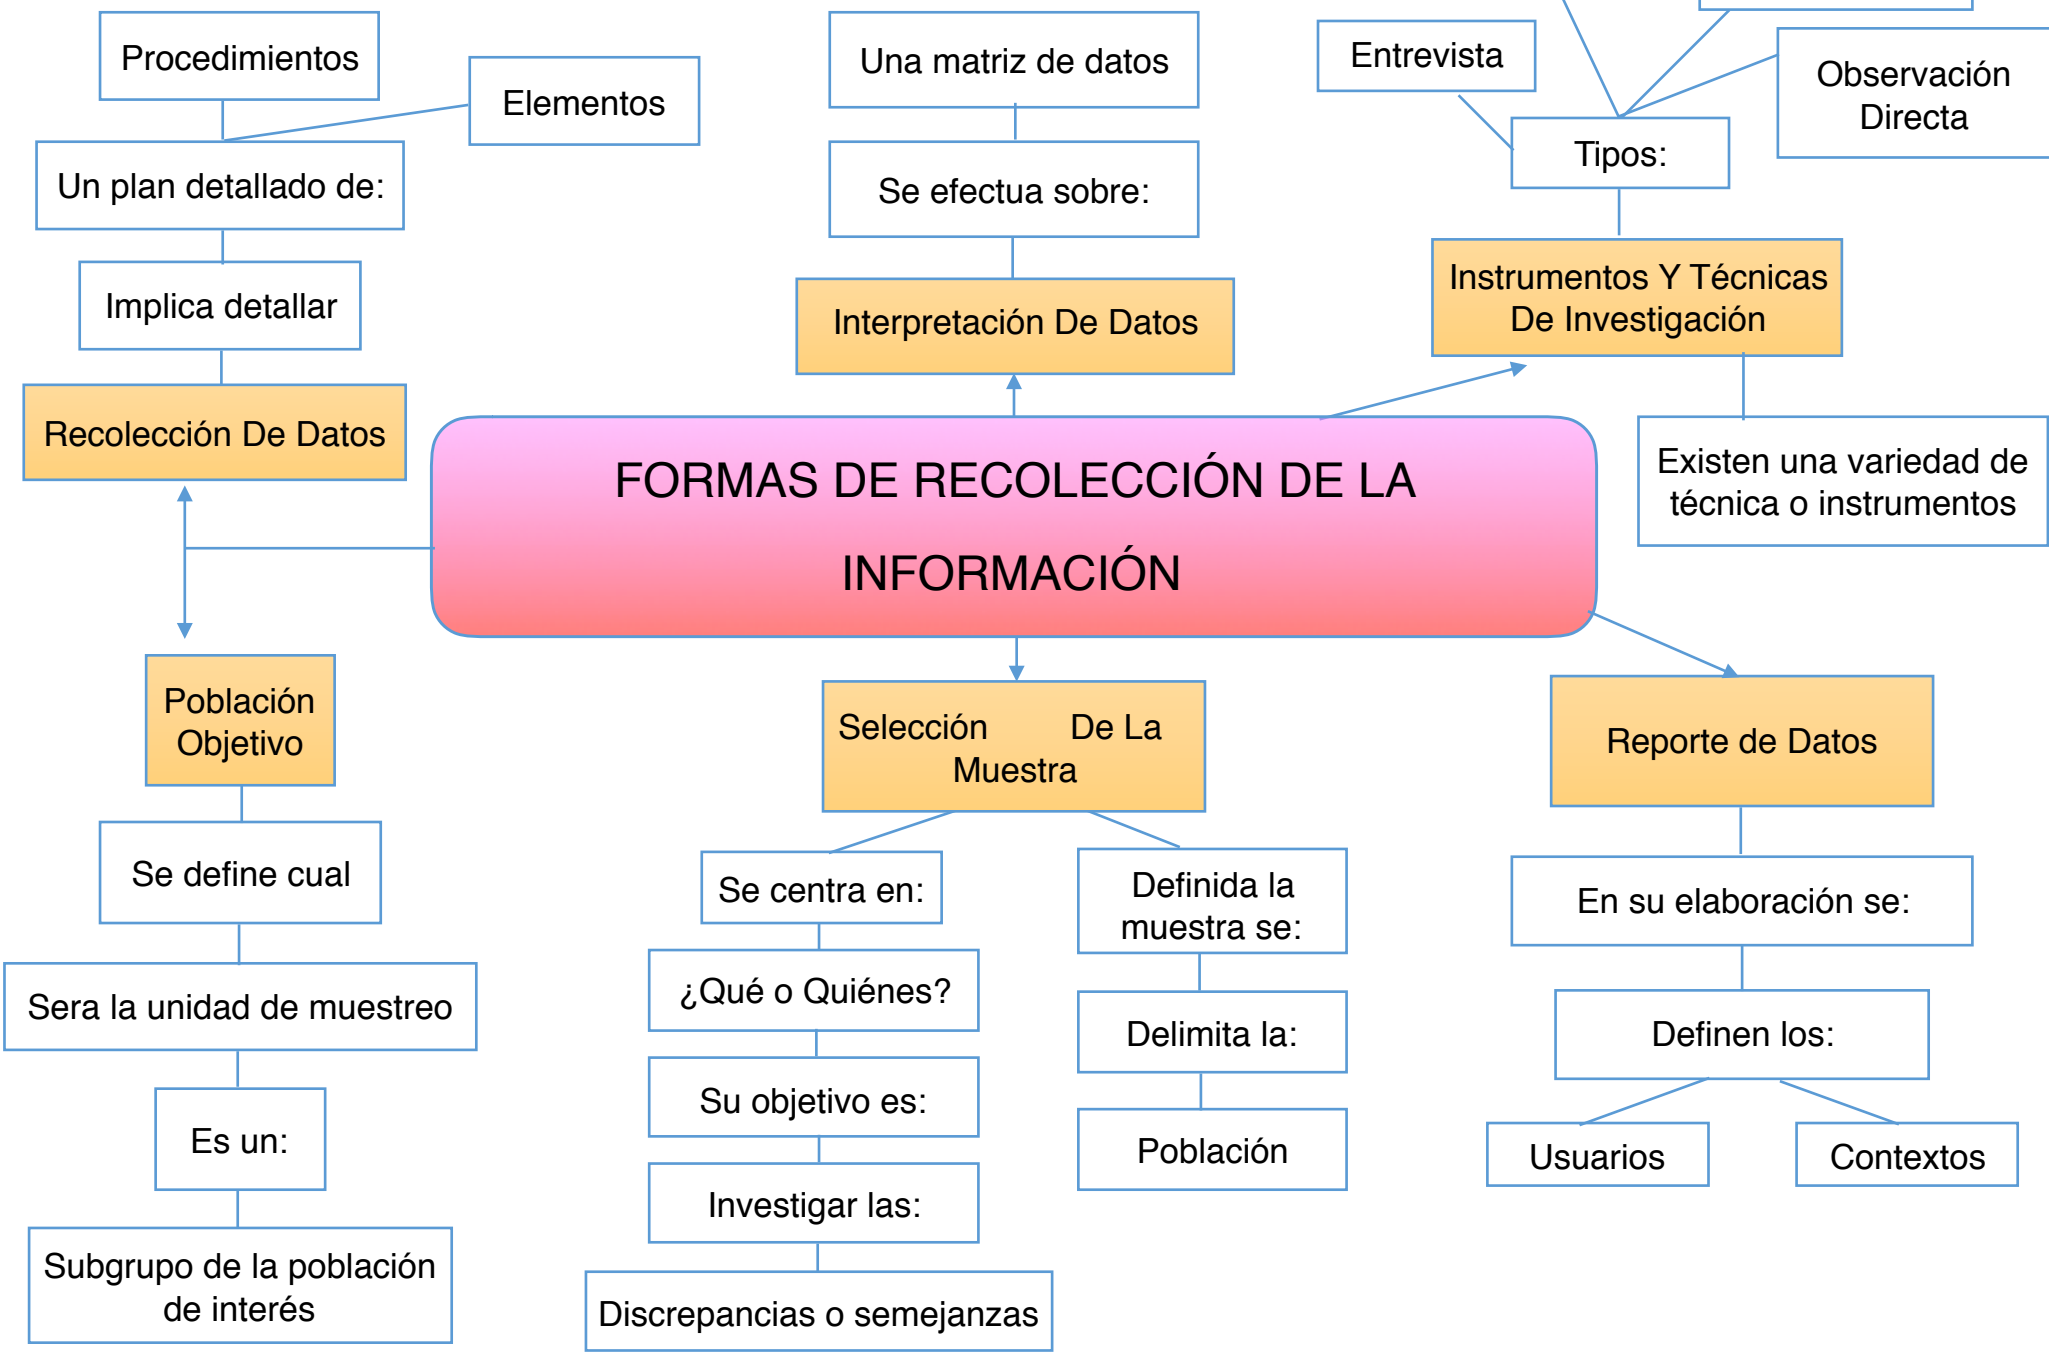 Procedimientos
Elementos
Un plan detallado de:
Implica detallar
Recolección De Datos
Una matriz de datos
Se efectua sobre:
Interpretación De Datos
Entrevista
Observación
Directa
Tipos:
Instrumentos Y Técnicas
De Investigación
Existen una variedad de
técnica o instrumentos
FORMAS DE RECOLECCIÓN DE LA
INFORMACIÓN
Población
Objetivo
Se define cual
Sera la unidad de muestreo
Es un:
Subgrupo de la población
de interés
Selección De La
Muestra
Se centra en:
¿Qué o Quiénes?
Su objetivo es:
Investigar las:
Discrepancias o semejanzas
Definida la
muestra se:
Delimita la:
Población
Reporte de Datos
En su elaboración se:
Definen los:
Usuarios
Contextos